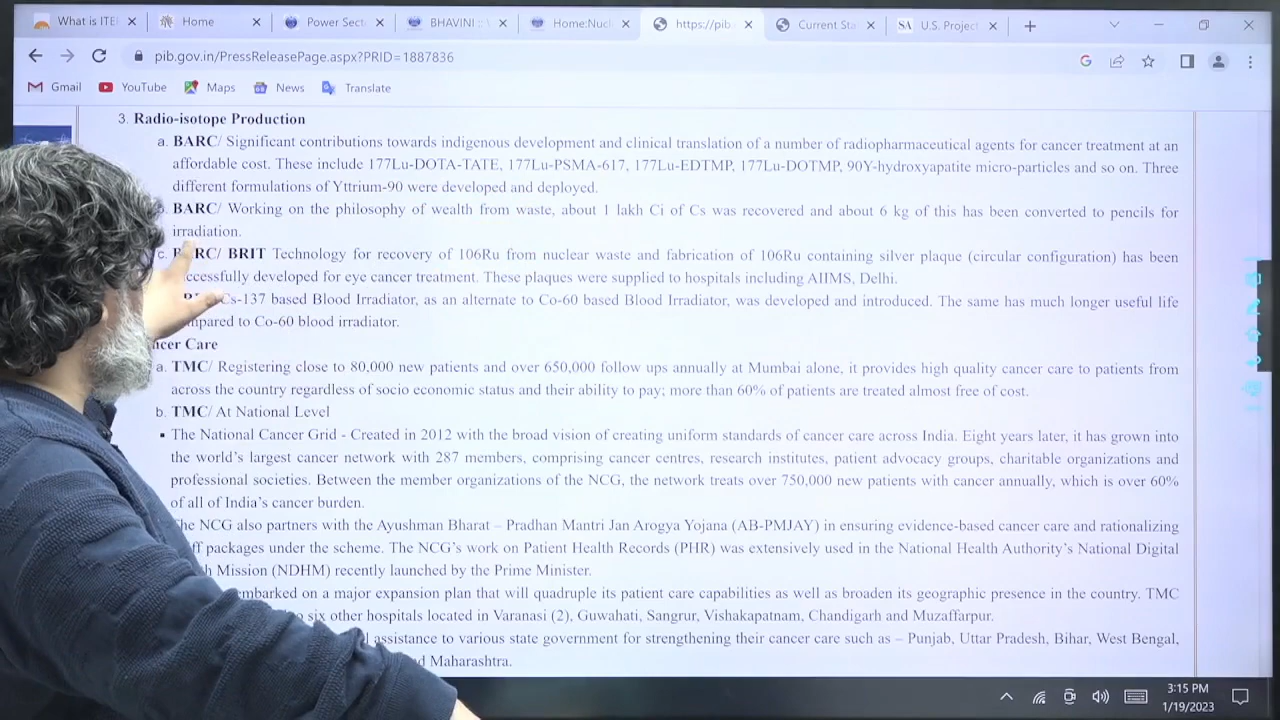 What is ITE
Home
Power Sect
BHAVINI ::
Home:Nucl
https://pib
Current Sta
SA
U.S. Project
pib.gov.in/PressReleasePage.aspx?PRID=1887836
Gmail
YouTube
Maps
News
Translate
3. Radio-isotope Production
a. BARC/ Significant contributions towards indigenous development and clinical translation of a number of radiopharmaceutical agents for cancer treatment at an
affordable cost. These include 177Lu-DOTA-TATE, 177Lu-PSMA-617, 177Lu-EDTMP, 177Lu-DOTMP, 90Y-hydroxyapatite micro-particles and so on. Three
different formulations of Yttrium-90 were developed and deployed.
BARC/ Working on the philosophy of wealth from waste, about 1 lakh Ci of Cs was recovered and about 6 kg of this has been converted to pencils for
irradiation.
c. BARC/ BRIT Technology for recovery of 106Ru from nuclear waste and fabrication of 106Ru containing silver plaque (circular configuration) has been
ccessfully developed for eye cancer treatment. These plaques were supplied to hospitals including AIIMS, Delhi.
Cs-137 based Blood Irradiator, as an alternate to Co-60 based Blood Irradiator, was developed and introduced. The same has much longer useful life
mpared to Co-60 blood irradiator.
ncer Care
a. TMC/ Registering close to 80,000 new patients and over 650,000 follow ups annually at Mumbai alone, it provides high quality cancer care to patients from
across the country regardless of socio economic status and their ability to pay; more than 60% of patients are treated almost free of cost.
b. TMC/ At National Level
▪ The National Cancer Grid - Created in 2012 with the broad vision of creating uniform standards of cancer care across India. Eight years later, it has grown into
the world's largest cancer network with 287 members, comprising cancer centres, research institutes, patient advocacy groups, charitable organizations and
professional societies. Between the member organizations of the NCG, the network treats over 750,000 new patients with cancer annually, which is over 60%
of all of India's cancer burden.
The NCG also partners with the Ayushman Bharat – Pradhan Mantri Jan Arogya Yojana (AB-PMJAY) in ensuring evidence-based cancer care and rationalizing
ff packages under the scheme. The NCG's work on Patient Health Records (PHR) was extensively used in the National Health Authority's National Digital
h Mission (NDHM) recently launched by the Prime Minister.
embarked on a major expansion plan that will quadruple its patient care capabilities as well as broaden its geographic presence in the country. TMC
six other hospitals located in Varanasi (2), Guwahati, Sangrur, Vishakapatnam, Chandigarh and Muzaffarpur.
l assistance to various state government for strengthening their cancer care such as – Punjab, Uttar Pradesh, Bihar, West Bengal,
d Maharashtra.
3:15 PM
1/19/2023